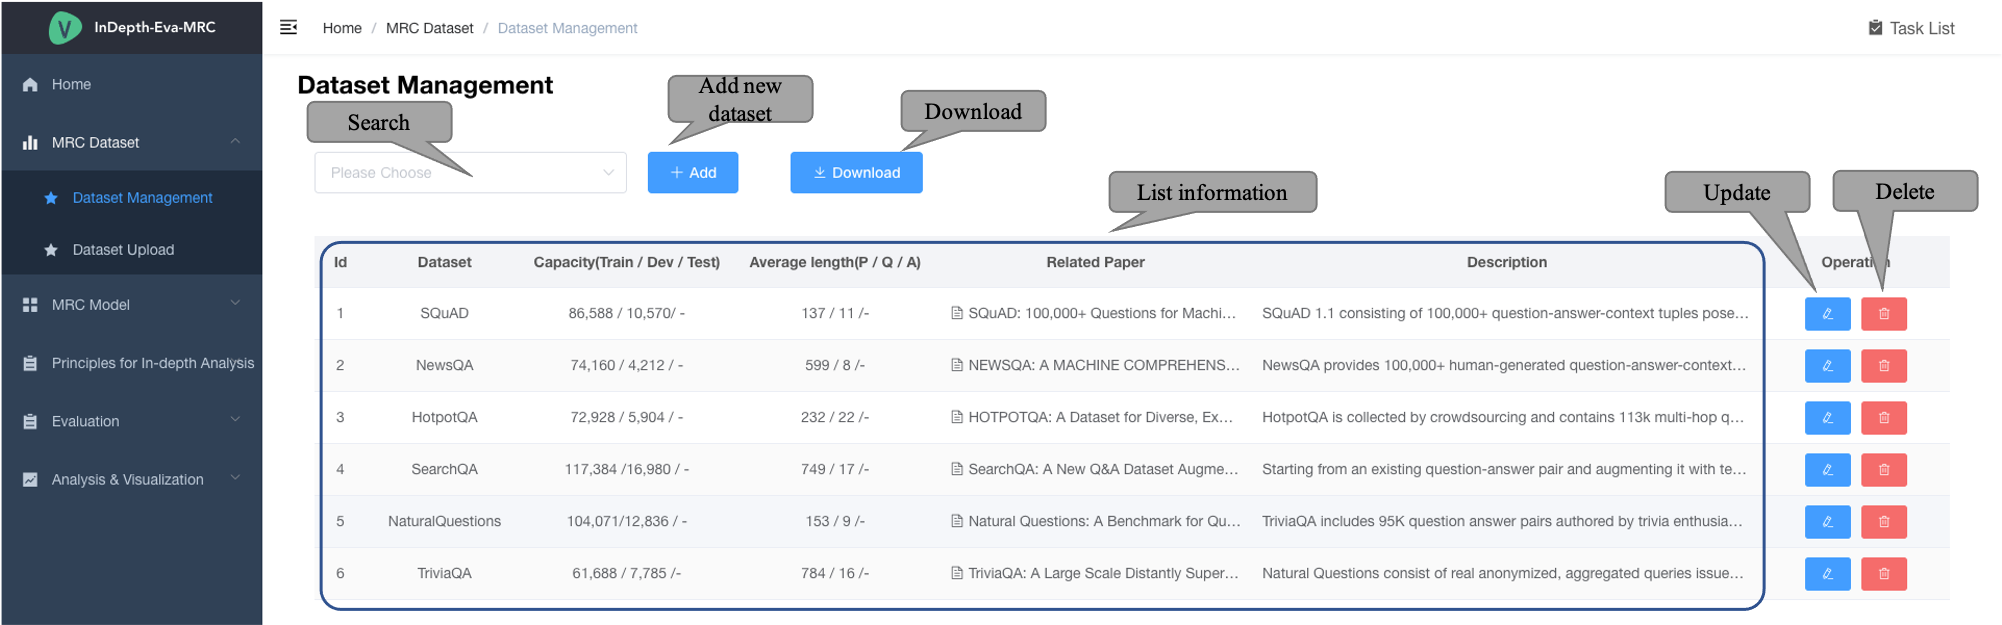 InDepth-Eva-MRC
Home / MRC Dataset / Dataset Management
Task List
Home
MRC Dataset
Dataset Management
Dataset Upload
MRC Model
Principles for In-depth Analysis
Evaluation
Analysis & Visualization
Dataset Management
Search
Add new
dataset
Download
Please Choose
+ Add
Download
List information
Update
Delete
Id Dataset Capacity(Train / Dev / Test) Average length(P / Q / A) Related Paper Description Operation
1 SQuAD 86,588 / 10,570/ - 137 / 11 /- SQuAD: 100,000+ Questions for Machi... SQuAD 1.1 consisting of 100,000+ question-answer-context tuples pose...
2 NewsQA 74,160 / 4,212 / - 599 / 8 /- NEWSQA: A MACHINE COMPREHENS... NewsQA provides 100,000+ human-generated question-answer-context...
3 HotpotQA 72,928 / 5,904 / - 232 / 22 /- HOTPOTQA: A Dataset for Diverse, Ex... HotpotQA is collected by crowdsourcing and contains 113k multi-hop q...
4 SearchQA 117,384 /16,980 / - 749 / 17 /- SearchQA: A New Q&A Dataset Augme... Starting from an existing question-answer pair and augmenting it with te...
5 NaturalQuestions 104,071/12,836 / - 153 / 9 /- Natural Questions: A Benchmark for Qu... TriviaQA includes 95K question answer pairs authored by trivia enthusia...
6 TriviaQA 61,688 / 7,785 /- 784 / 16 /- TriviaQA: A Large Scale Distantly Super... Natural Questions consist of real anonymized, aggregated queries issue...